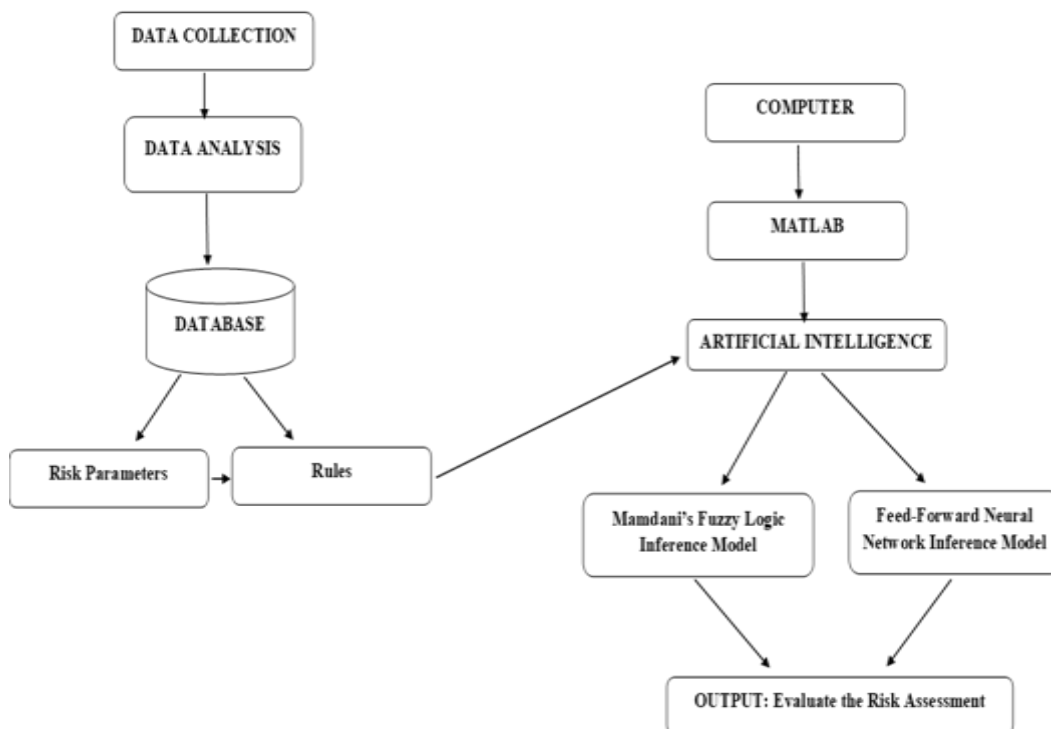 DATA COLLECTION
DATA ANALYSIS
DATABASE
Risk Parameters
Rules
COMPUTER
MATLAB
ARTIFICIAL INTELLIGENCE
Mamdani's Fuzzy Logic
Inference Model
Feed-Forward Neural
Network Inference Model
OUTPUT: Evaluate the Risk Assessment